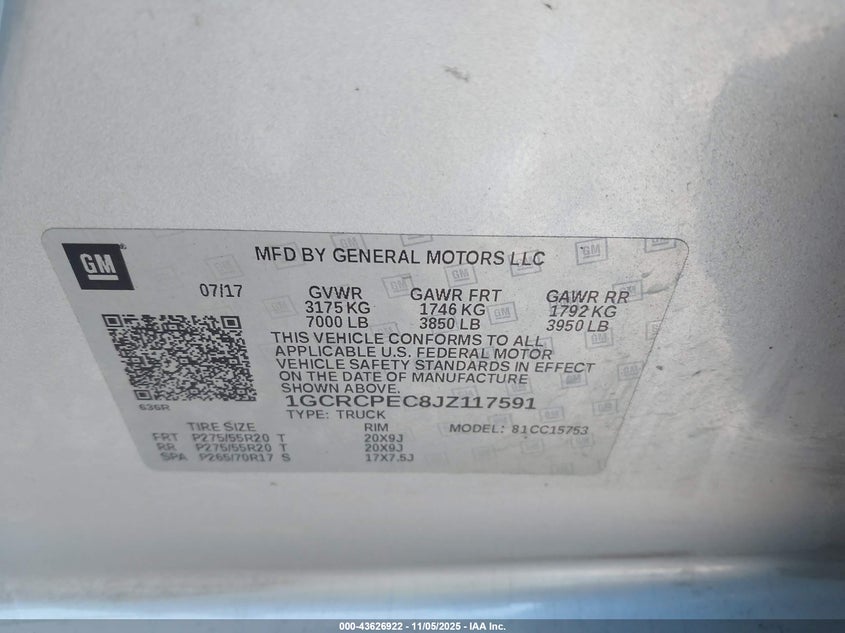 GM
MFD BY GENERAL MOTORS LLC
07/17 GVWR GAWR FRT GAWR RR
3175 KG 1746 KG 1792 KG
7000 LB 3850 LB 3950 LB
THIS VEHICLE CONFORMS TO ALL
APPLICABLE U.S. FEDERAL MOTOR
VEHICLE SAFETY STANDARDS IN EFFECT
ON THE DATE OF MANUFACTURE
SHOWN ABOVE.
1GCRCPEC8JZ117591
TYPE: TRUCK
TIRE SIZE RIM MODEL: 81CC15753
FRT P275/55R20 T 20X9J
RR P275/55R20 T 20X9J
SPA P265/70R17 S 17X7.5J
000-43626922 - 11/05/2025 - IAA Inc.